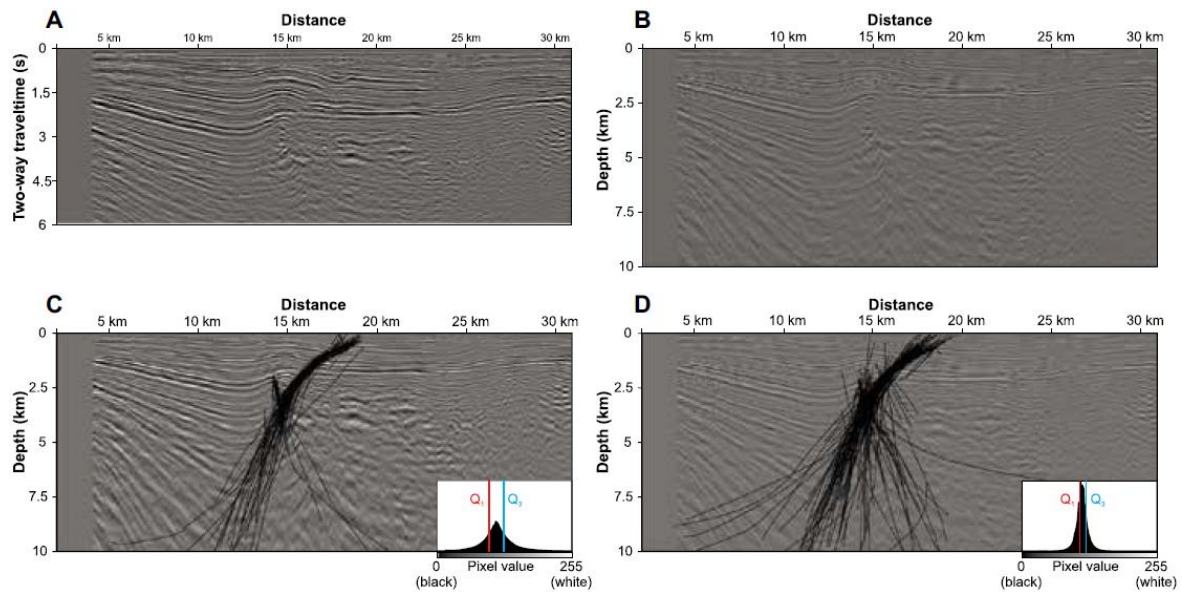 A
Distance
5 km 10 km 15 km 20 km 25 km 30 km
Two-way traveltime (s)
0
1.5
3
4.5
6
B
Distance
5 km 10 km 15 km 20 km 25 km 30 km
Depth (km)
0
2.5
5
7.5
10
C
Distance
5 km 10 km 15 km 20 km 25 km 30 km
Depth (km)
0
2.5
5
7.5
10
Q1 Q3
0 Pixel value 255
(black) (white)
D
Distance
5 km 10 km 15 km 20 km 25 km 30 km
Depth (km)
0
2.5
5
7.5
10
Q1 Q3
0 Pixel value 255
(black) (white)